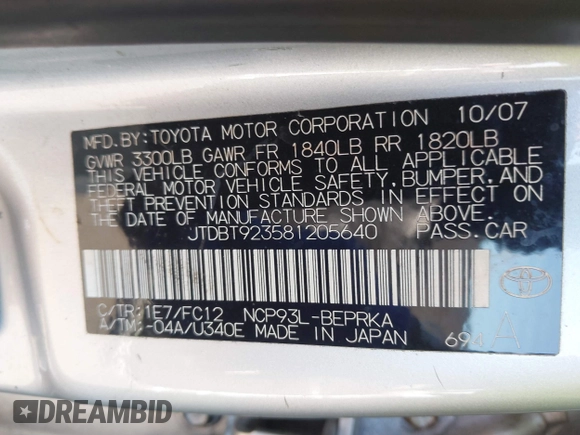 MFD. BY: TOYOTA MOTOR CORPORATION 10/07
GVWR 3300LB GAWR FR 1840LB RR 1820LB
THIS VEHICLE CONFORMS TO ALL APPLICABLE
FEDERAL MOTOR VEHICLE SAFETY, BUMPER, AND
THEFT PREVENTION STANDARDS IN EFFECT ON
THE DATE OF MANUFACTURE SHOWN ABOVE.
JTDBT923581205640 PASS.CAR
C/TR: 1E7/FC12 NCP93L-BEPRKA
A/TM: -04A/U340E MADE IN JAPAN 694 A
DREAMBID